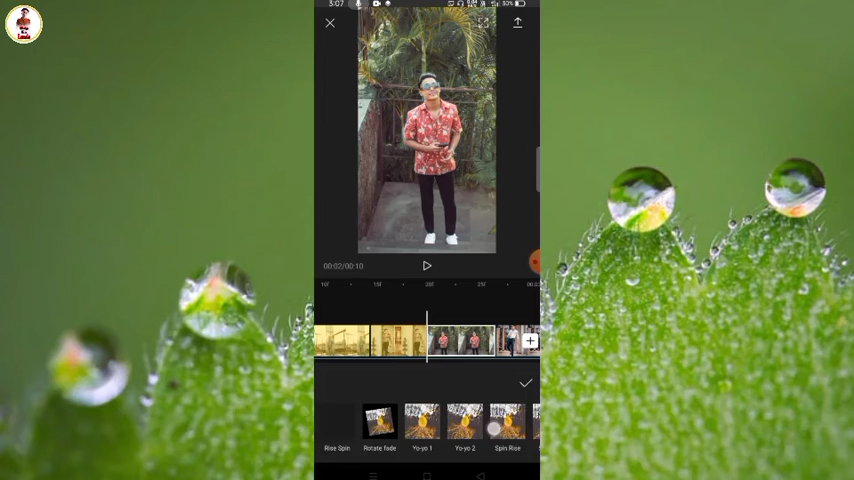 3:07
00:02/00:10
10f 15f 20f 25f
Rise Spin Rotate fade Yo-yo 1 Yo-yo 2 Spin Rise